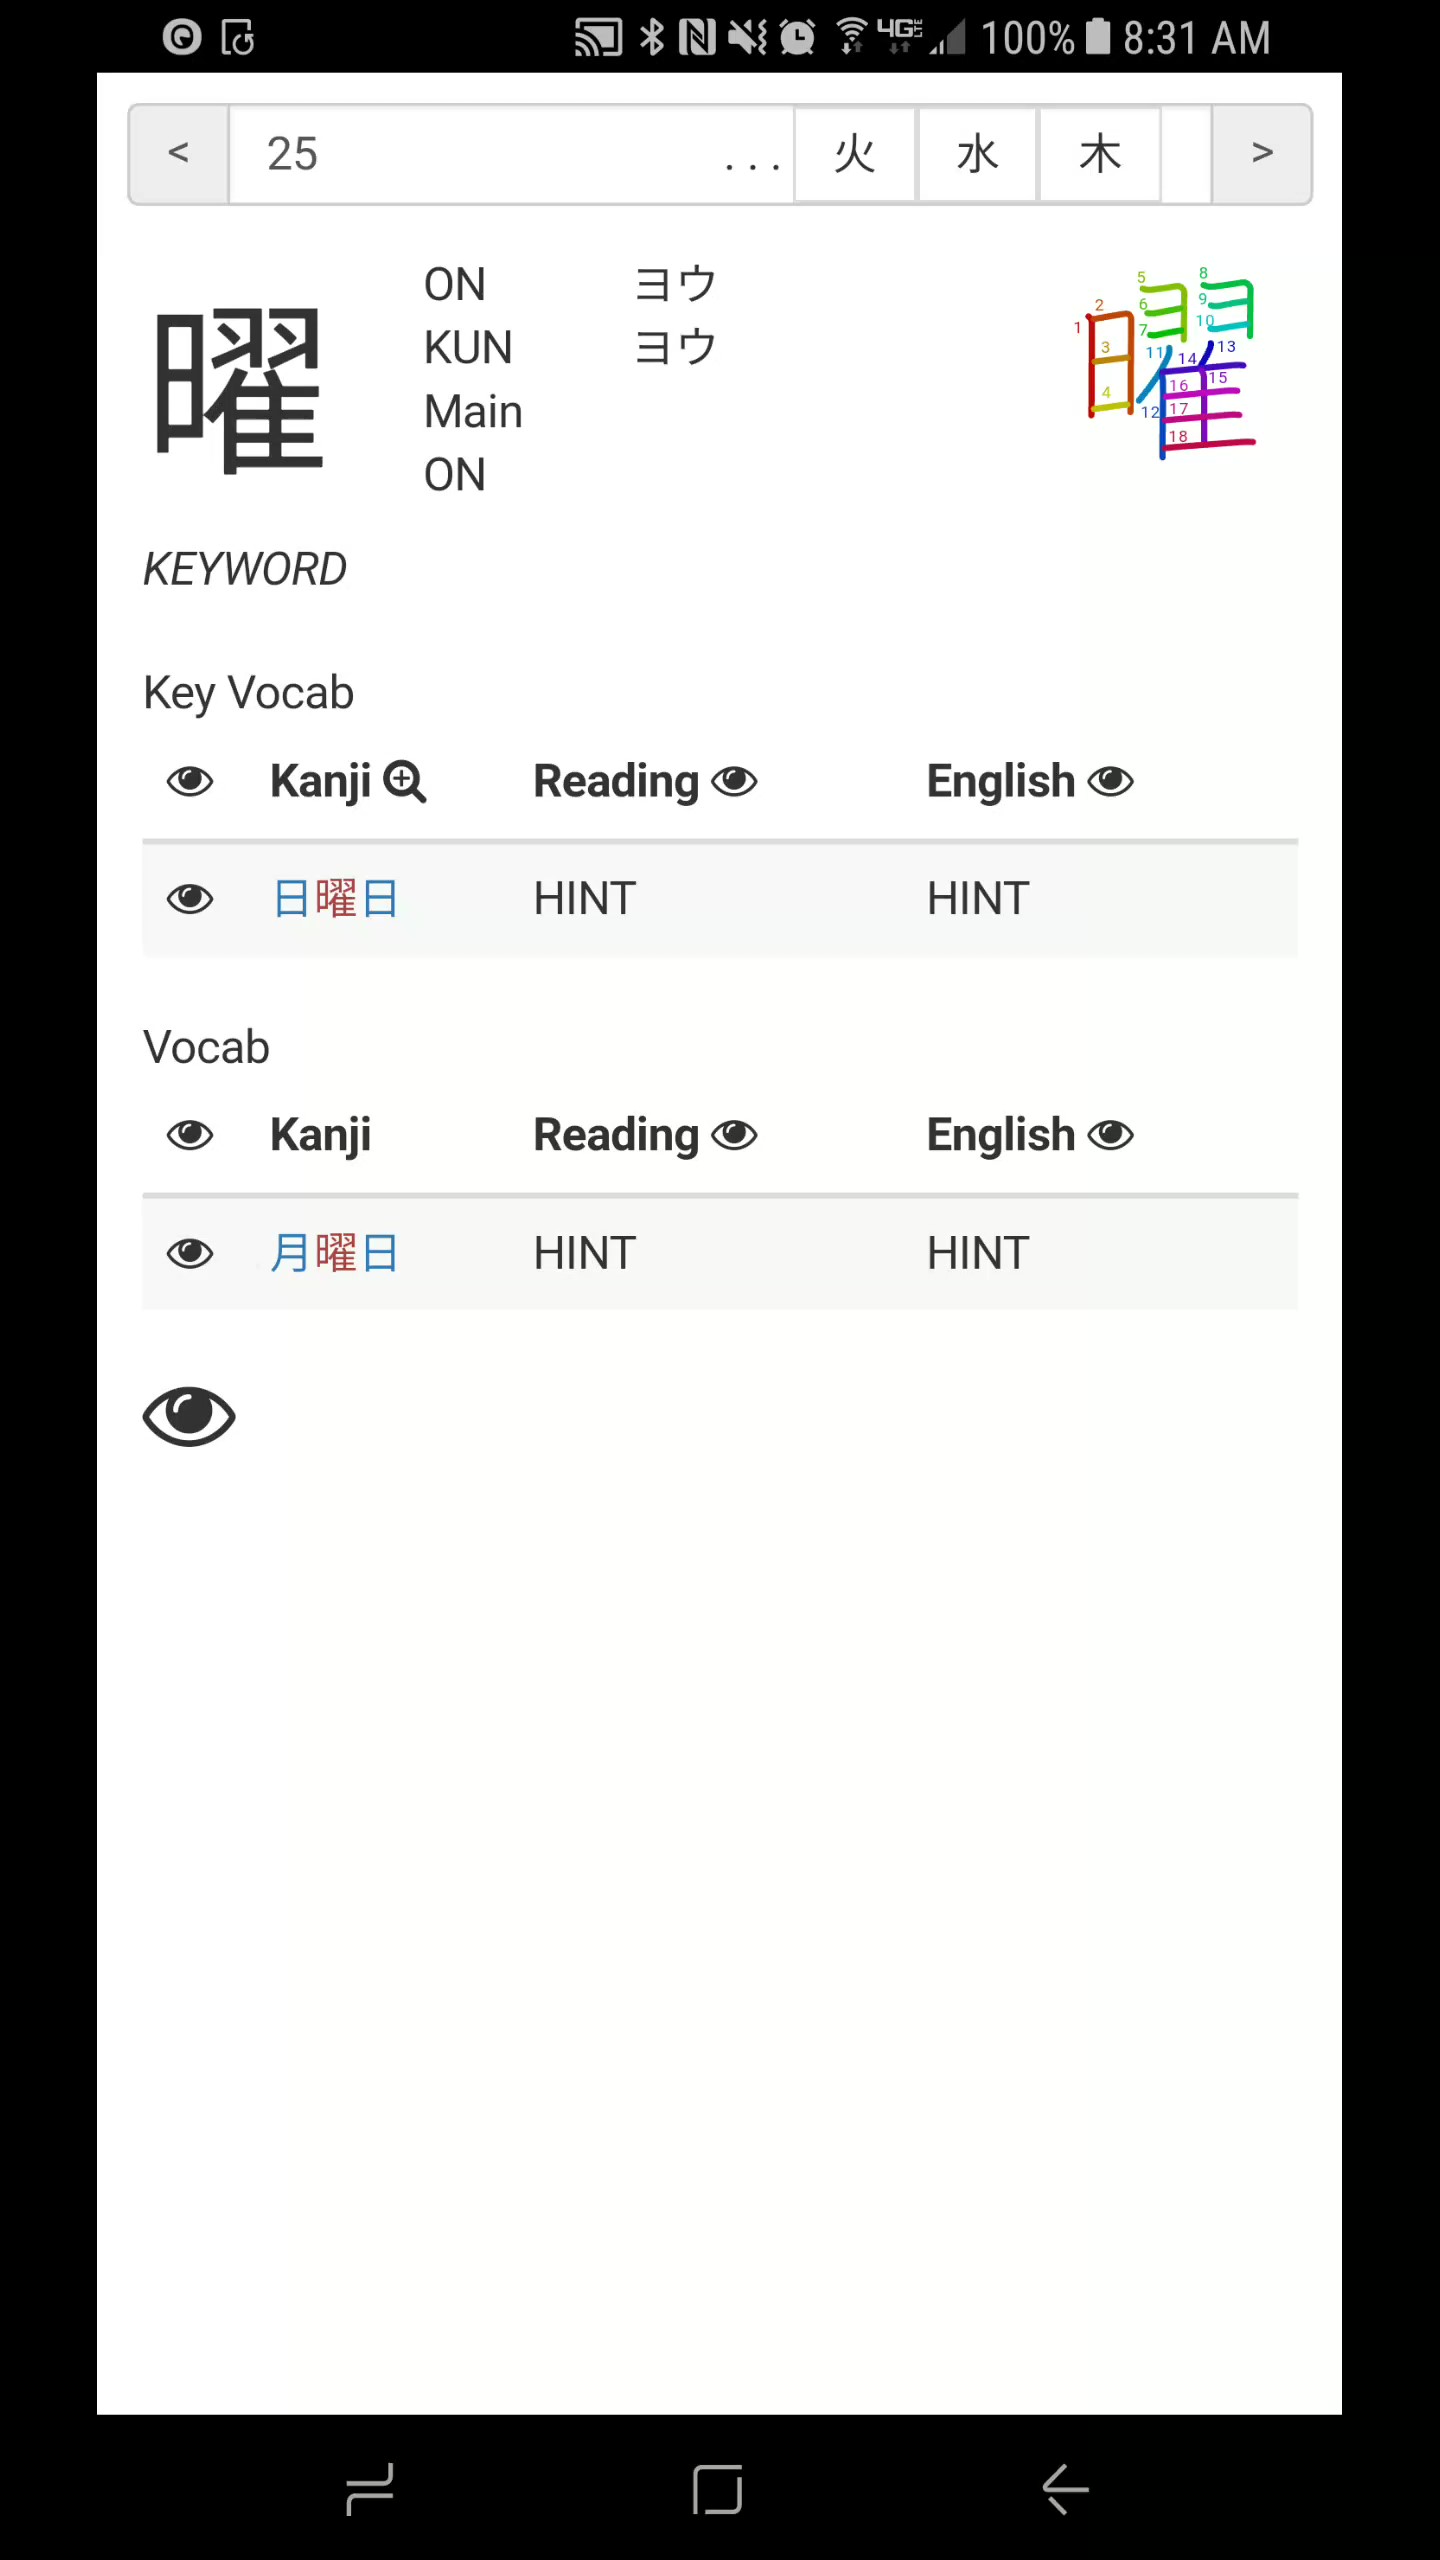 4G LTE 100% 8:31 AM
< 25 ... 火 水 木 >
曜
ON ヨウ
KUN ヨウ
Main
ON
1 2 3 4 5 6 7 8 9 10 11 12 13 14 15 16 17 18
KEYWORD
Key Vocab
Kanji Reading English
日曜日 HINT HINT
Vocab
Kanji Reading English
月曜日 HINT HINT